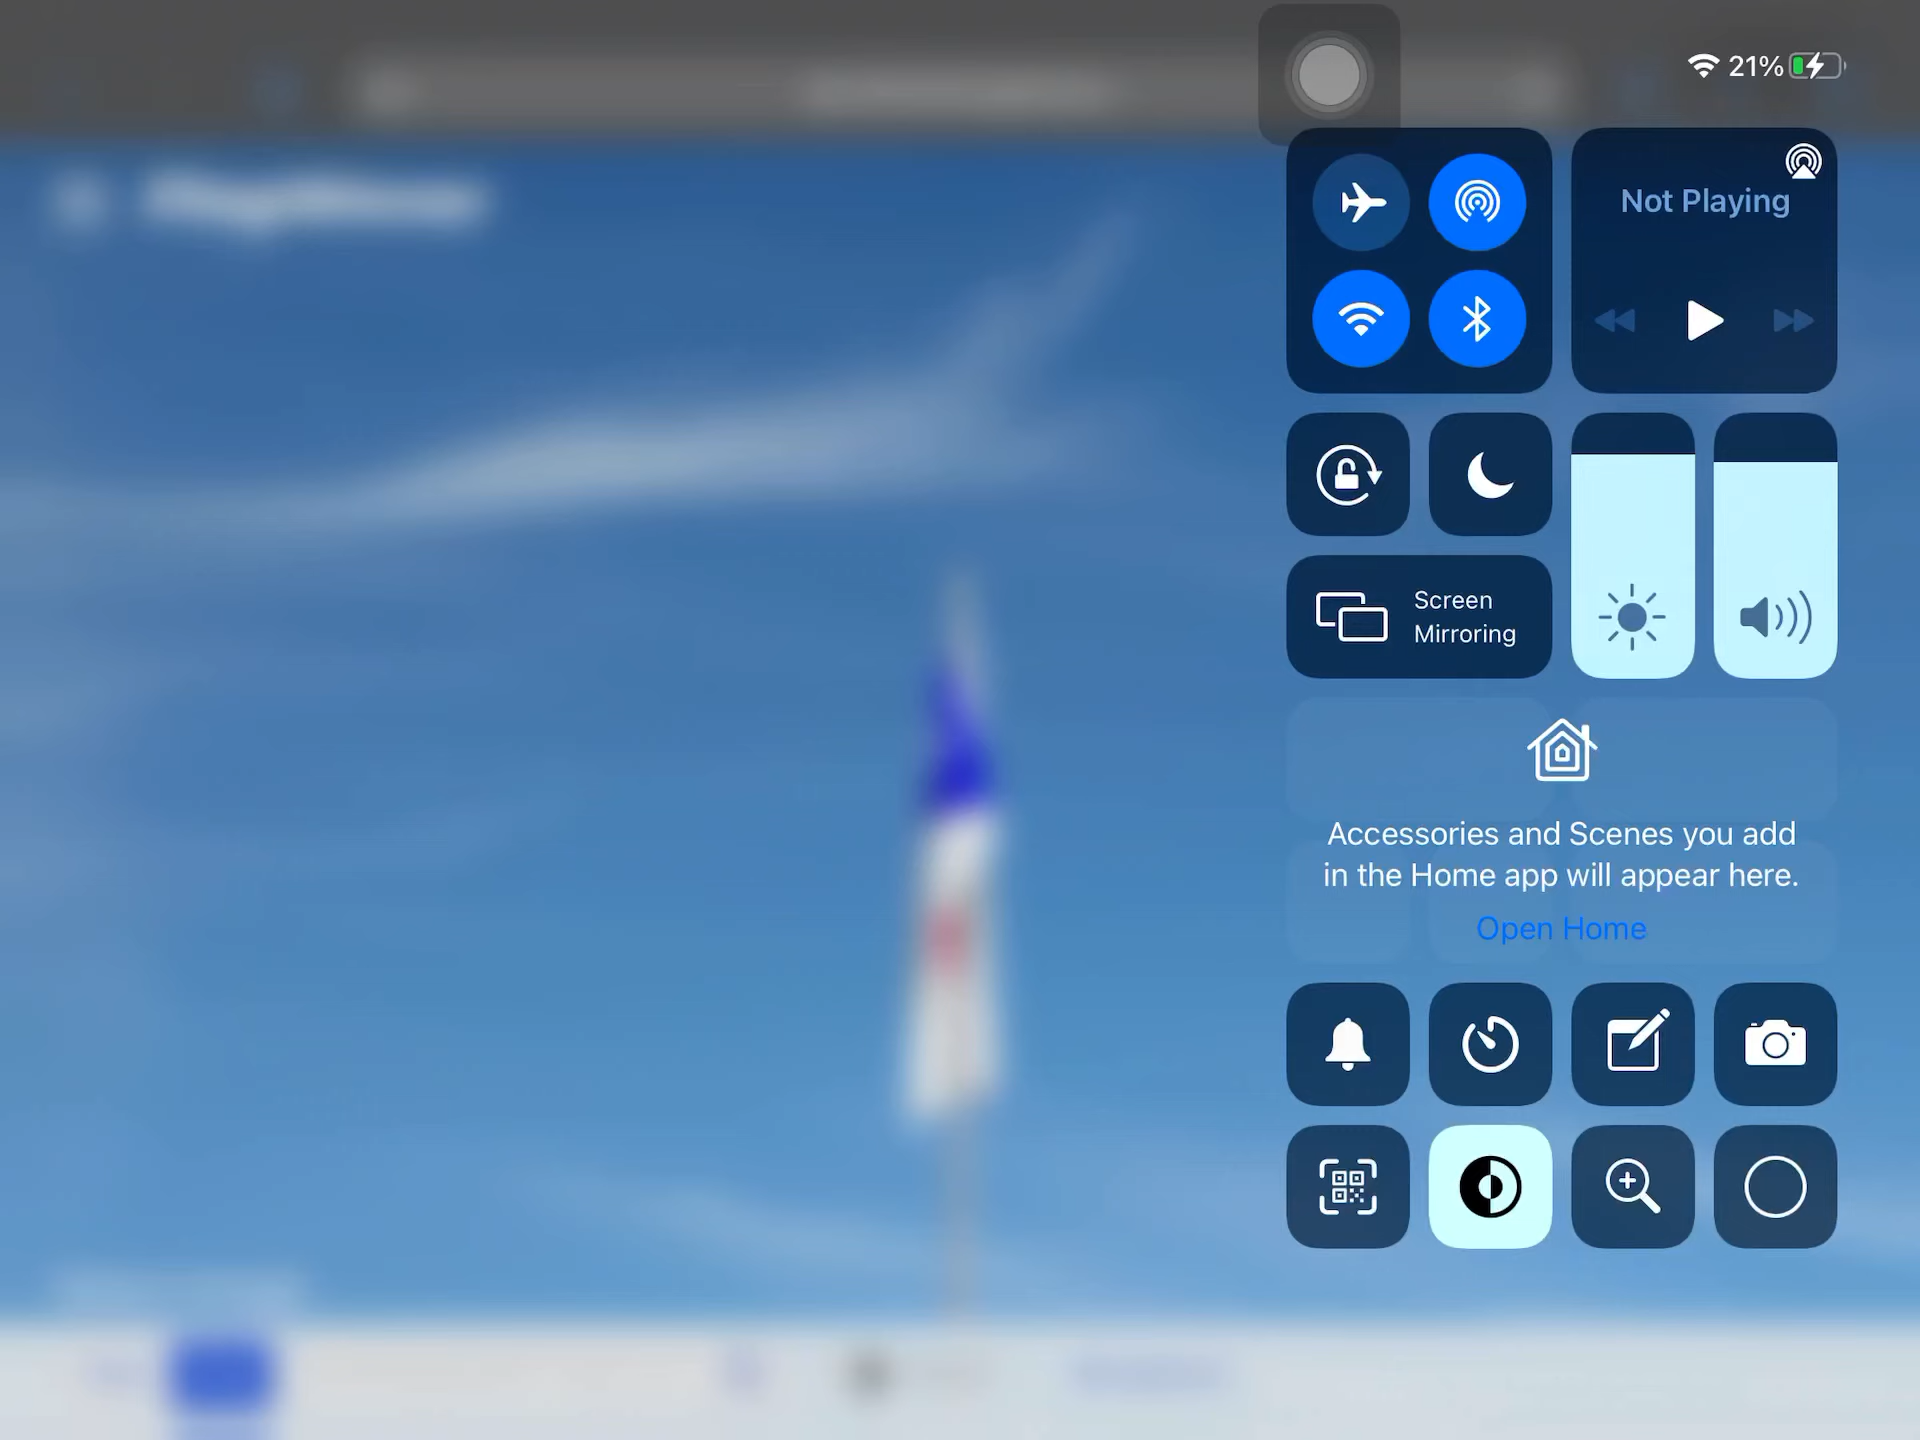 21%
Not Playing
Screen
Mirroring
Accessories and Scenes you add
in the Home app will appear here.
Open Home